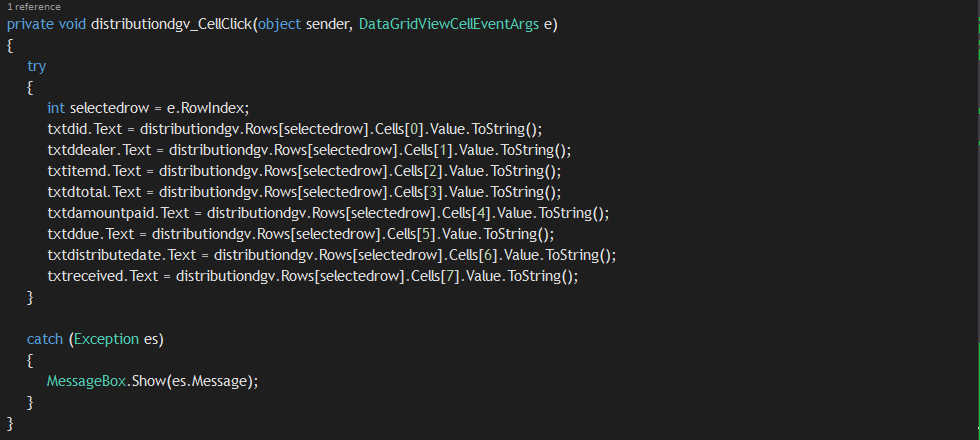 1 reference
private void distributiondgv_CellClick(object sender, DataGridViewCellEventArgs e)
{
try
{
int selectedrow = e.RowIndex;
txtdid.Text = distributiondgv.Rows[selectedrow].Cells[0].Value.ToString();
txtddealer.Text = distributiondgv.Rows[selectedrow].Cells[1].Value.ToString();
txtitemd.Text = distributiondgv.Rows[selectedrow].Cells[2].Value.ToString();
txtdtotal.Text = distributiondgv.Rows[selectedrow].Cells[3].Value.ToString();
txtdamountpaid.Text = distributiondgv.Rows[selectedrow].Cells[4].Value.ToString();
txtddue.Text = distributiondgv.Rows[selectedrow].Cells[5].Value.ToString();
txtdistributedate.Text = distributiondgv.Rows[selectedrow].Cells[6].Value.ToString();
txtreceived.Text = distributiondgv.Rows[selectedrow].Cells[7].Value.ToString();
}
catch (Exception es)
{
MessageBox.Show(es.Message);
}
}